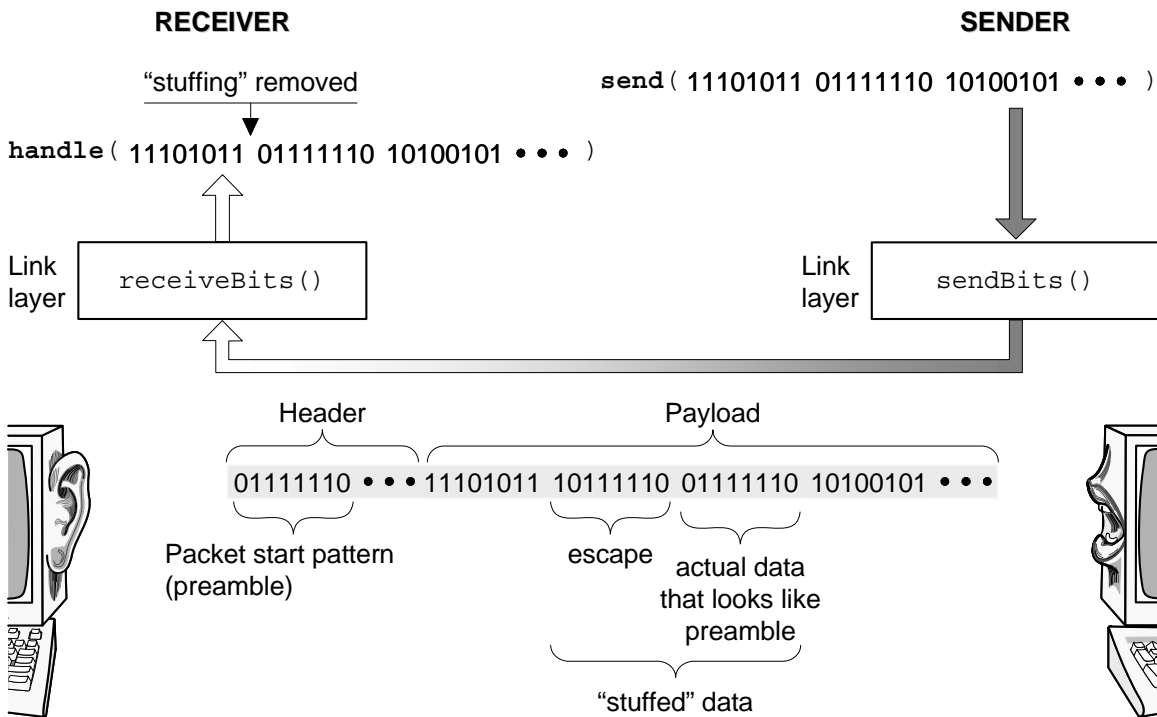 RECEIVER
SENDER
“stuffing” removed
send( 11101011 01111110 10100101 • • • )
handle( 11101011 01111110 10100101 • • • )
Link
layer
receiveBits()
Link
layer
sendBits()
Header
Payload
01111110 • • • 11101011 10111110 01111110 10100101 • • •
Packet start pattern
(preamble)
escape
actual data
that looks like
preamble
“stuffed” data